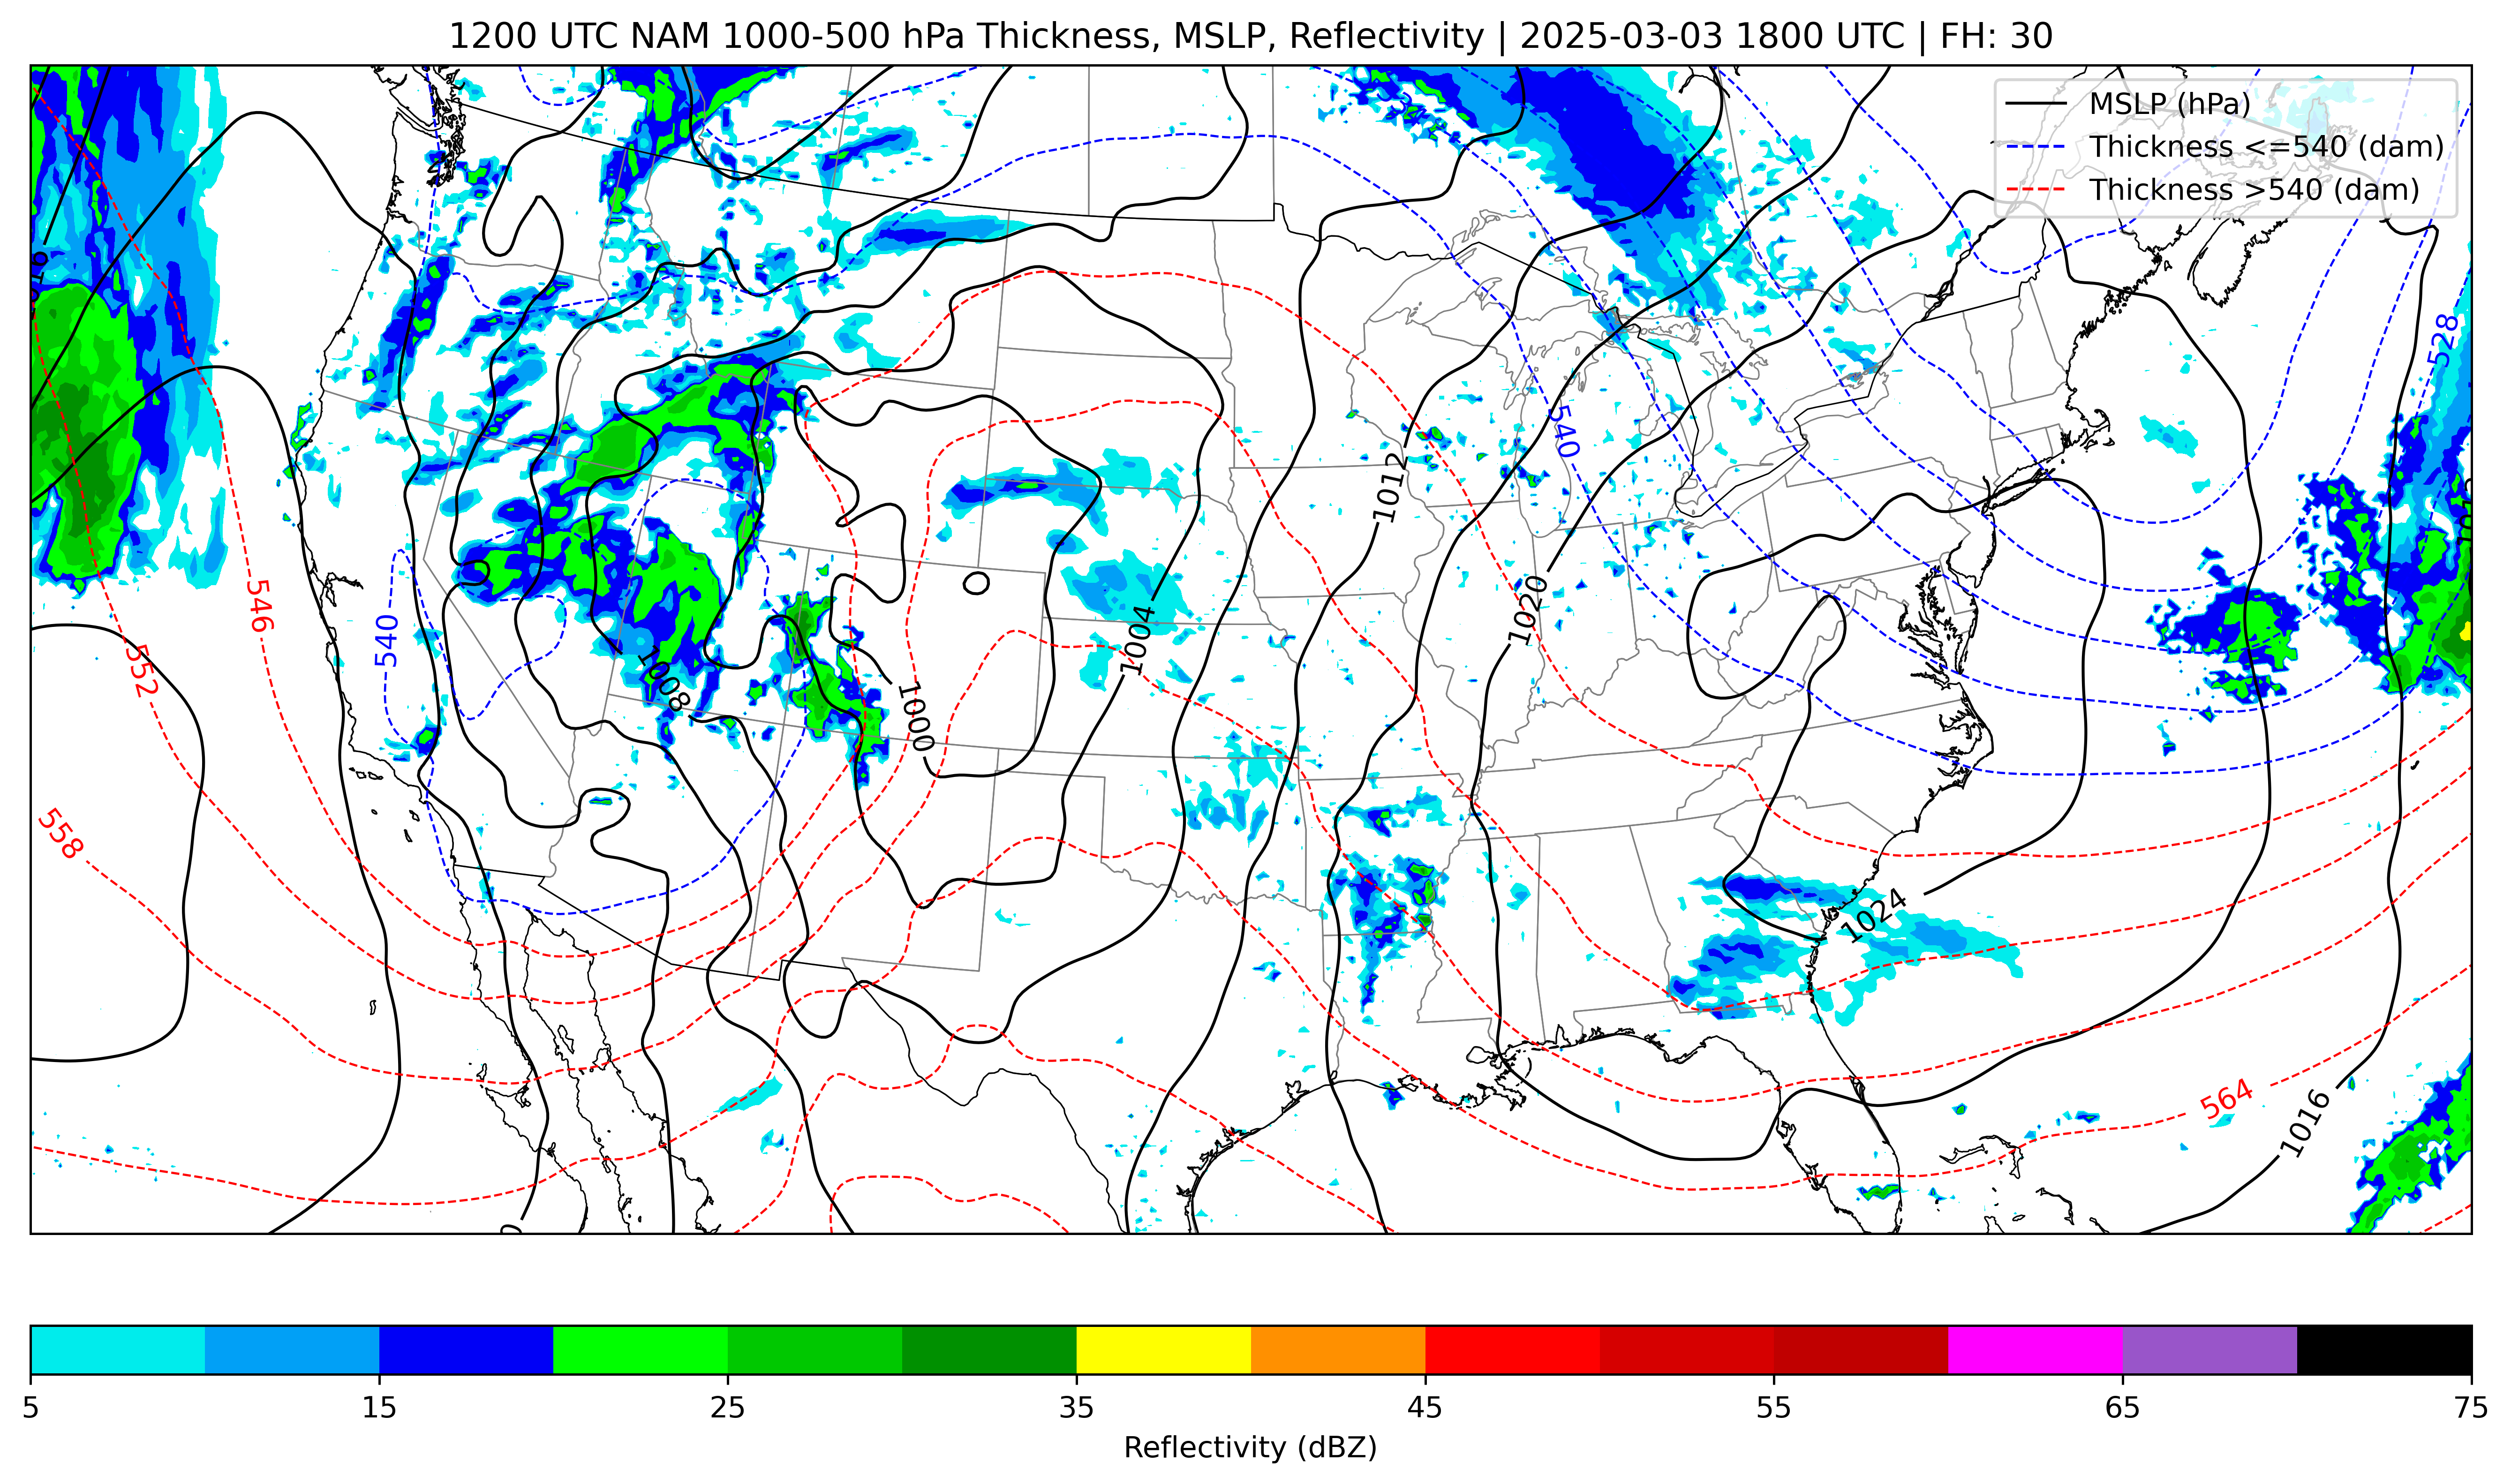 1200 UTC NAM 1000-500 hPa Thickness, MSLP, Reflectivity | 2025-03-03 1800 UTC | FH: 30
MSLP (hPa)
Thickness <=540 (dam)
Thickness >540 (dam)
528
540
1012
546
1020
540
1004
552
1008
1000
558
1024
564
1016
5 15 25 35 45 55 65 75
Reflectivity (dBZ)